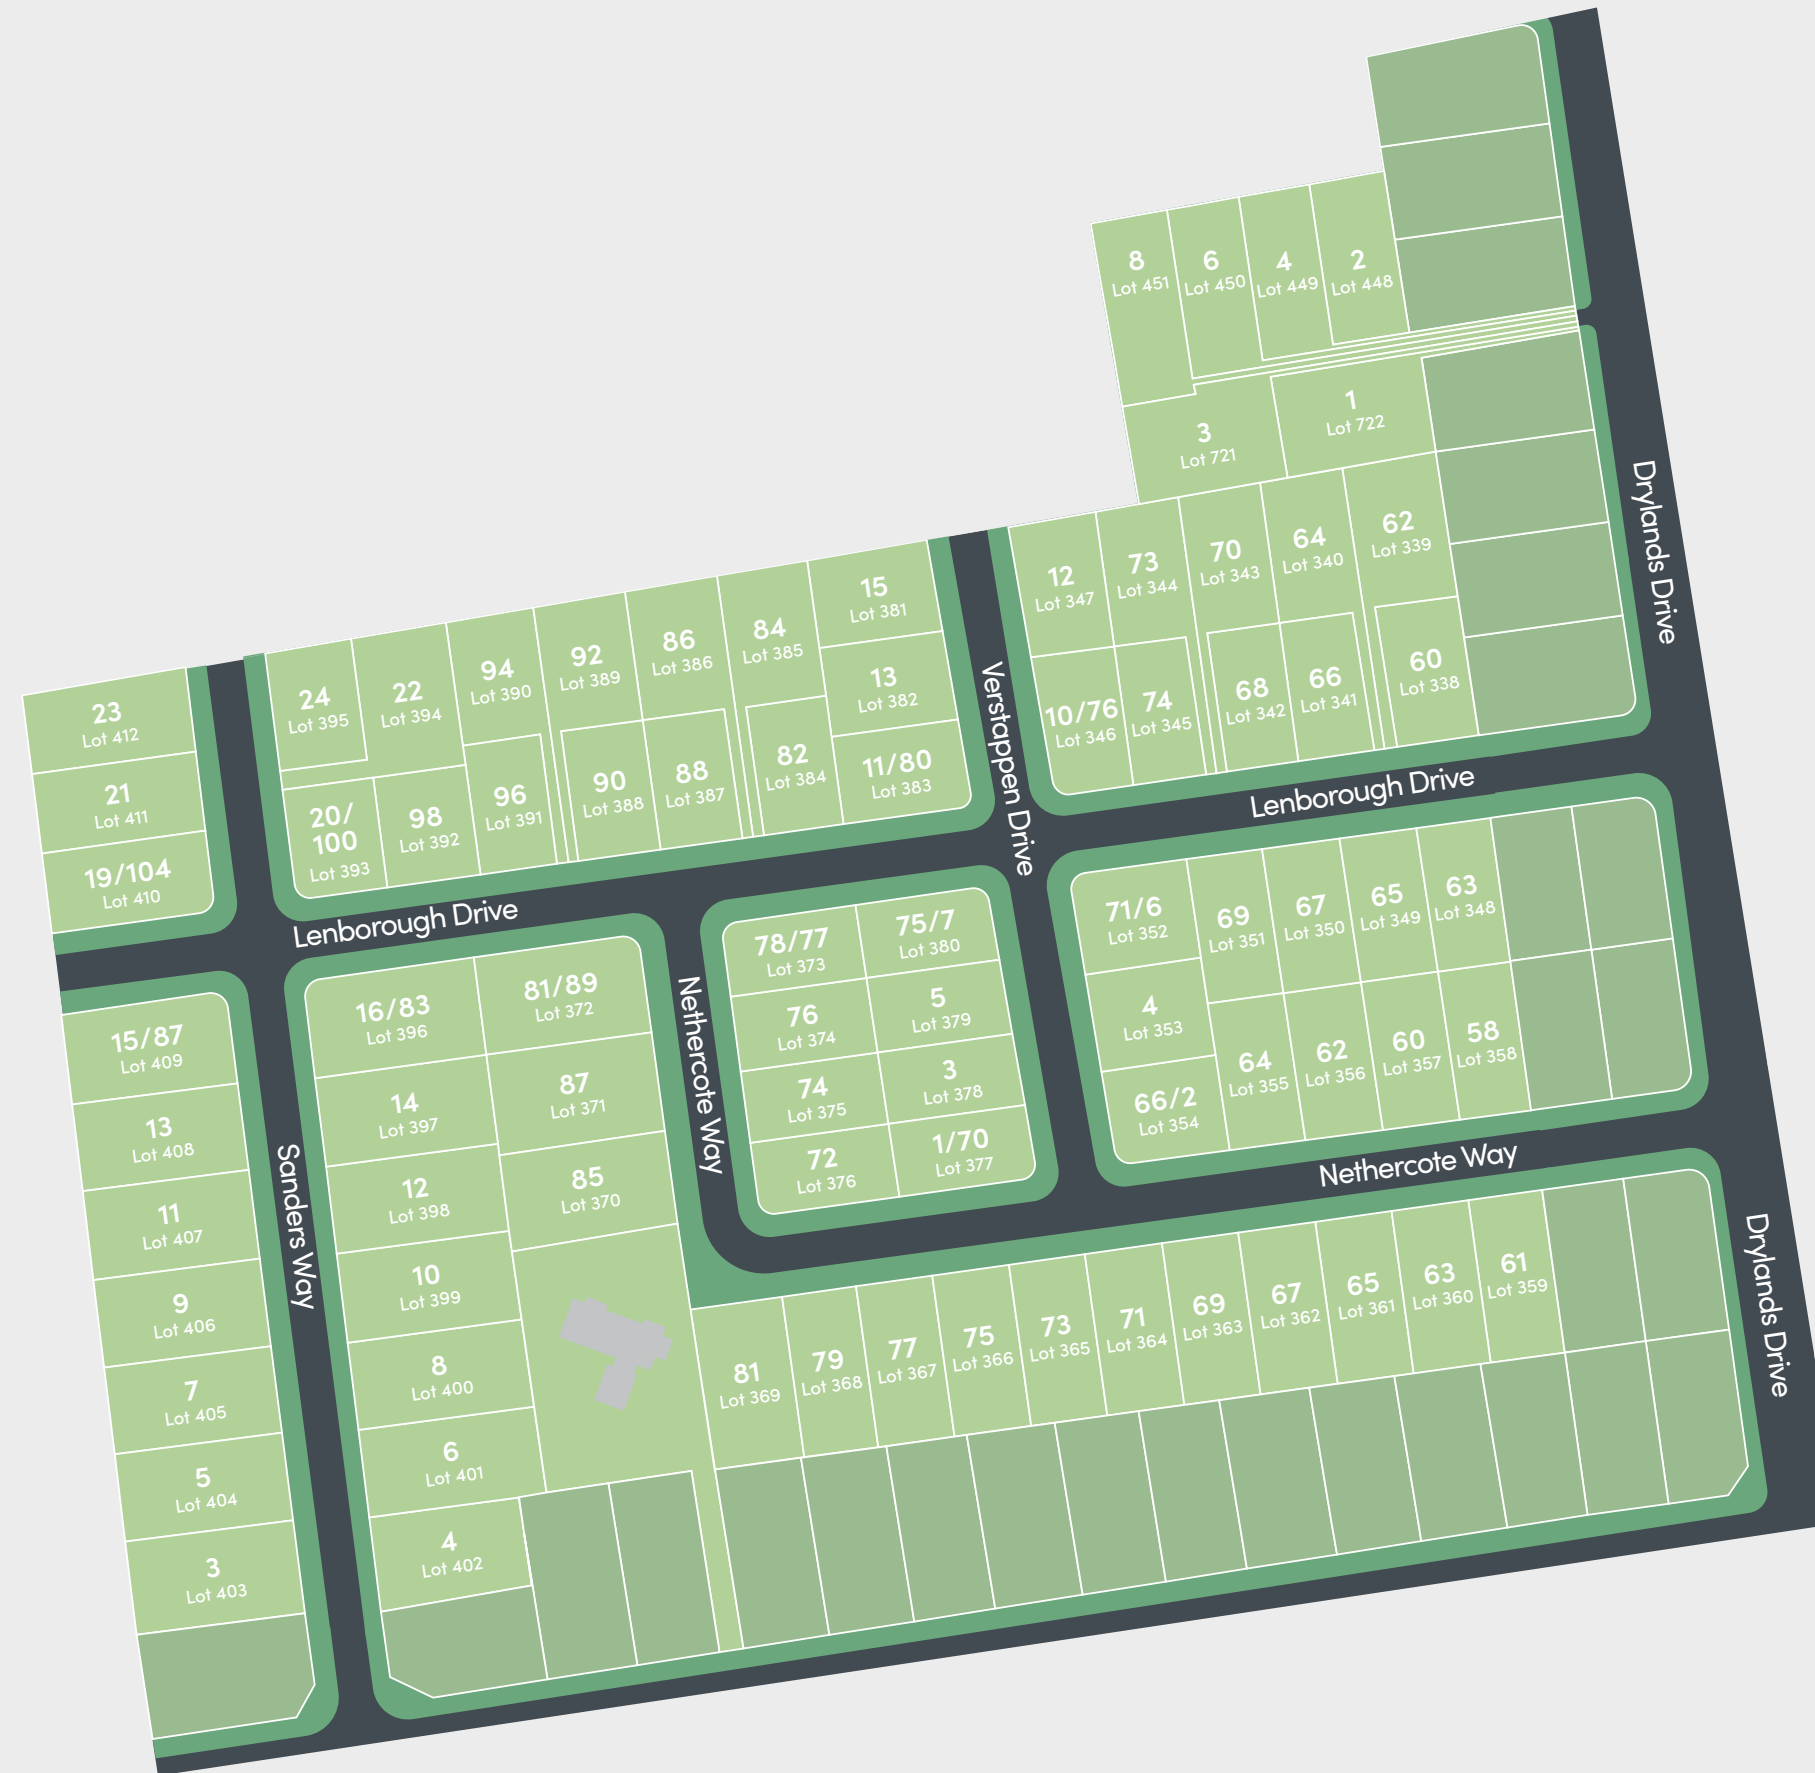 8
Lot 451
6
Lot 450
4
Lot 449
2
Lot 448
3
Lot 721
1
Lot 722
12
Lot 347
73
Lot 344
70
Lot 343
64
Lot 340
62
Lot 339
10/76
Lot 346
74
Lot 345
68
Lot 342
66
Lot 341
60
Lot 338
Drylands Drive
23
Lot 412
21
Lot 411
19/104
Lot 410
24
Lot 395
22
Lot 394
94
Lot 390
92
Lot 389
86
Lot 386
84
Lot 385
15
Lot 381
13
Lot 382
11/80
Lot 383
20/
100
Lot 393
98
Lot 392
96
Lot 391
90
Lot 388
88
Lot 387
82
Lot 384
Verstappen Drive
Lenborough Drive
Lenborough Drive
71/6
Lot 352
69
Lot 351
67
Lot 350
65
Lot 349
63
Lot 348
4
Lot 353
66/2
Lot 354
64
Lot 355
62
Lot 356
60
Lot 357
58
Lot 358
78/77
Lot 373
75/7
Lot 380
76
Lot 374
5
Lot 379
74
Lot 375
3
Lot 378
72
Lot 376
1/70
Lot 377
Nethercote Way
Nethercote Way
16/83
Lot 396
81/89
Lot 372
14
Lot 397
87
Lot 371
12
Lot 398
85
Lot 370
10
Lot 399
8
Lot 400
6
Lot 401
4
Lot 402
Sanders Way
15/87
Lot 409
13
Lot 408
11
Lot 407
9
Lot 406
7
Lot 405
5
Lot 404
3
Lot 403
81
Lot 369
79
Lot 368
77
Lot 367
75
Lot 366
73
Lot 365
71
Lot 364
69
Lot 363
67
Lot 362
65
Lot 361
63
Lot 360
61
Lot 359
Drylands Drive